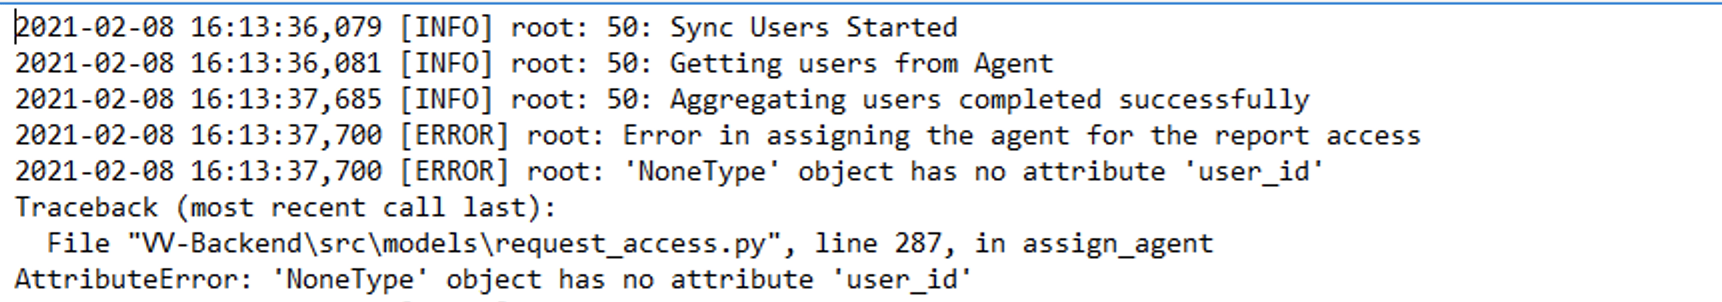 2021-02-08 16:13:36,079 [INFO] root: 50: Sync Users Started
2021-02-08 16:13:36,081 [INFO] root: 50: Getting users from Agent
2021-02-08 16:13:37,685 [INFO] root: 50: Aggregating users completed successfully
2021-02-08 16:13:37,700 [ERROR] root: Error in assigning the agent for the report access
2021-02-08 16:13:37,700 [ERROR] root: 'NoneType' object has no attribute 'user_id'
Traceback (most recent call last):
  File "VV-Backend\src\models\request_access.py", line 287, in assign_agent
AttributeError: 'NoneType' object has no attribute 'user_id'